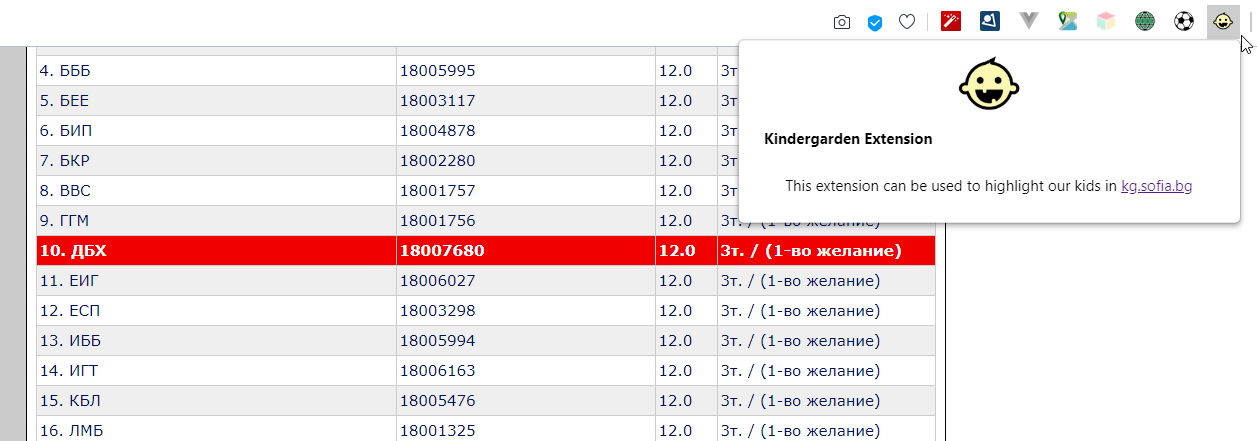 4. БББ 18005995 12.0 3т.
5. БЕЕ 18003117 12.0 3т.
6. БИП 18004878 12.0 3т.
7. БКР 18002280 12.0 3т.
8. ВВС 18001757 12.0 3т.
9. ГГМ 18001756 12.0 3т. / (1-во желание)
10. ДБХ 18007680 12.0 3т. / (1-во желание)
11. ЕИГ 18006027 12.0 3т. / (1-во желание)
12. ЕСП 18003298 12.0 3т. / (1-во желание)
13. ИББ 18005994 12.0 3т. / (1-во желание)
14. ИГТ 18006163 12.0 3т. / (1-во желание)
15. КБЛ 18005476 12.0 3т. / (1-во желание)
16. ЛМБ 18001325 12.0 3т. / (1-во желание)
Kindergarden Extension
This extension can be used to highlight our kids in kg.sofia.bg